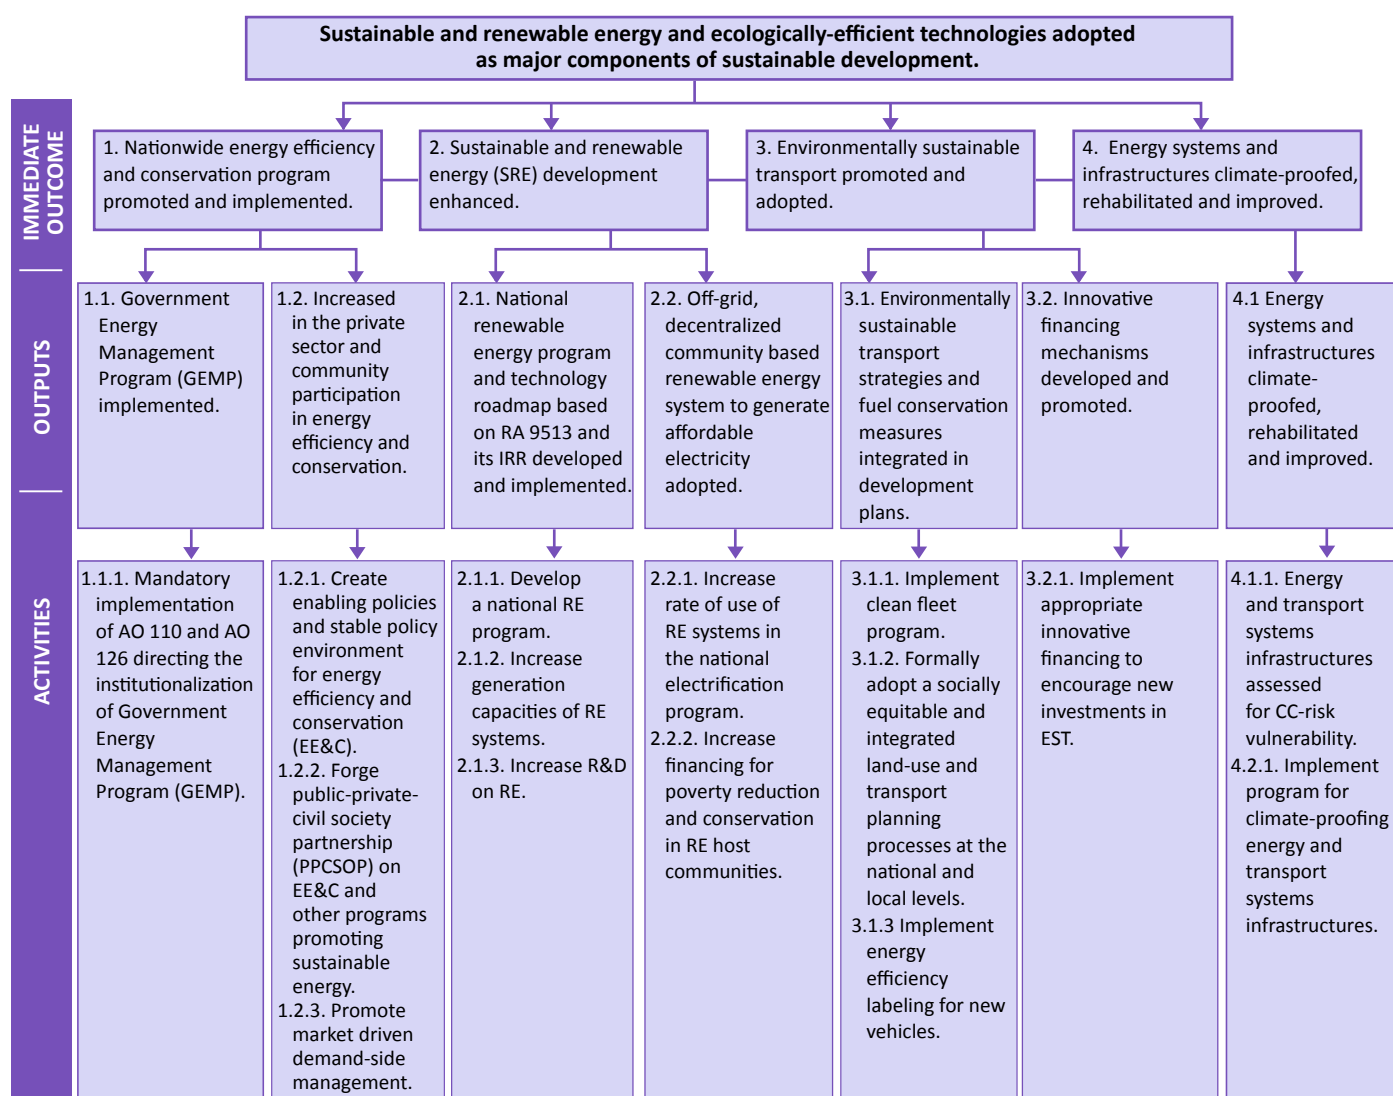 Sustainable and renewable energy and ecologically-efficient technologies adopted
as major components of sustainable development.
IMMEDIATE
OUTCOME
1. Nationwide energy efficiency
and conservation program
promoted and implemented.
2. Sustainable and renewable
energy (SRE) development
enhanced.
3. Environmentally sustainable
transport promoted and
adopted.
4. Energy systems and
infrastructures climate-proofed,
rehabilitated and improved.
OUTPUTS
1.1. Government
Energy
Management
Program (GEMP)
implemented.
1.2. Increased
in the private
sector and
community
participation
in energy
efficiency and
conservation.
2.1. National
renewable
energy program
and technology
roadmap based
on RA 9513 and
its IRR developed
and implemented.
2.2. Off-grid,
decentralized
community based
renewable energy
system to generate
affordable
electricity
adopted.
3.1. Environmentally
sustainable
transport
strategies and
fuel conservation
measures
integrated in
development
plans.
3.2. Innovative
financing
mechanisms
developed and
promoted.
4.1 Energy
systems and
infrastructures
climate-
proofed,
rehabilitated
and improved.
ACTIVITIES
1.1.1. Mandatory
implementation
of AO 110 and AO
126 directing the
institutionalization
of Government
Energy
Management
Program (GEMP).
1.2.1. Create
enabling policies
and stable policy
environment
for energy
efficiency and
conservation
(EE&C).
1.2.2. Forge
public-private-
civil society
partnership
(PPCSOP) on
EE&C and
other programs
promoting
sustainable
energy.
1.2.3. Promote
market driven
demand-side
management.
2.1.1. Develop
a national RE
program.
2.1.2. Increase
generation
capacities of RE
systems.
2.1.3. Increase R&D
on RE.
2.2.1. Increase
rate of use of
RE systems in
the national
electrification
program.
2.2.2. Increase
financing for
poverty reduction
and conservation
in RE host
communities.
3.1.1. Implement
clean fleet
program.
3.1.2. Formally
adopt a socially
equitable and
integrated
land-use and
transport
planning
processes at the
national and
local levels.
3.1.3 Implement
energy
efficiency
labeling for new
vehicles.
3.2.1. Implement
appropriate
innovative
financing to
encourage new
investments in
EST.
4.1.1. Energy
and transport
systems
infrastructures
assessed
for CC-risk
vulnerability.
4.2.1. Implement
program for
climate-proofing
energy and
transport
systems
infrastructures.